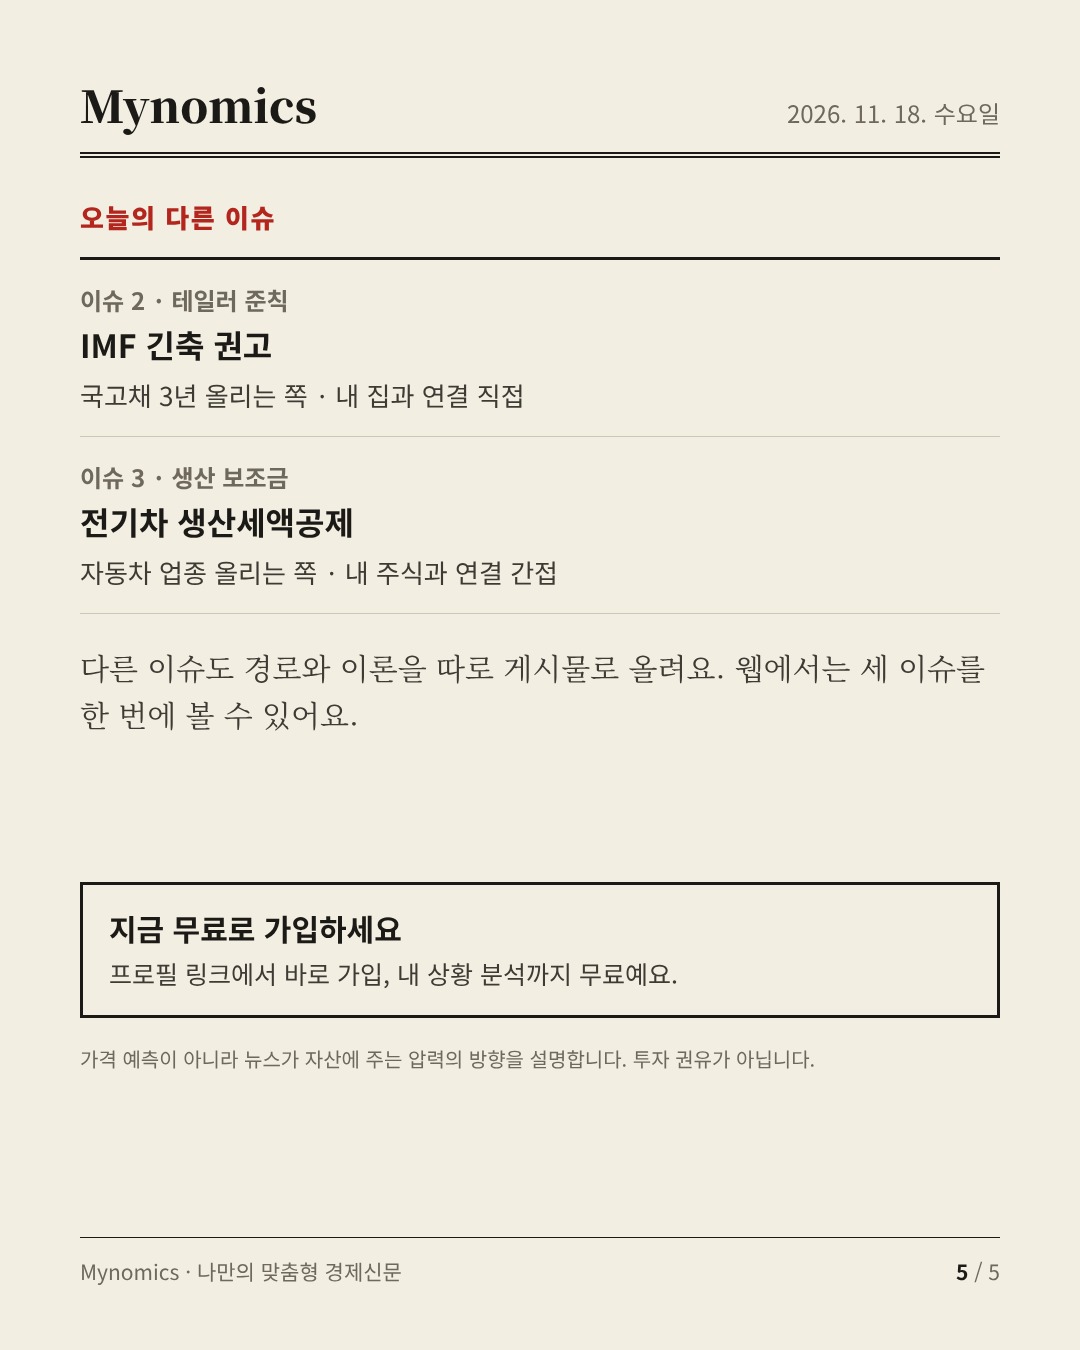 Mynomics
2026. 11. 18. 수요일
오늘의 다른 이슈
이슈 2 · 테일러 준칙
IMF 긴축 권고
국고채 3년 올리는 쪽 · 내 집과 연결 직접
이슈 3 · 생산 보조금
전기차 생산세액공제
자동차 업종 올리는 쪽 · 내 주식과 연결 간접
다른 이슈도 경로와 이론을 따로 게시물로 올려요. 웹에서는 세 이슈를
한 번에 볼 수 있어요.
지금 무료로 가입하세요
프로필 링크에서 바로 가입, 내 상황 분석까지 무료예요.
가격 예측이 아니라 뉴스가 자산에 주는 압력의 방향을 설명합니다. 투자 권유가 아닙니다.
Mynomics · 나만의 맞춤형 경제신문
5 / 5